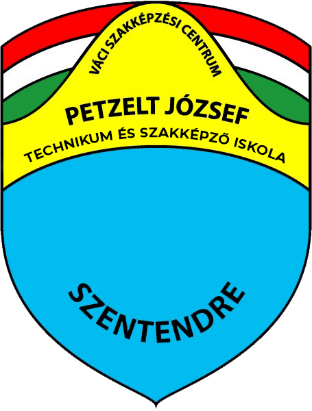 VÁCI SZAKKÉPZÉSI CENTRUM
PETZELT JÓZSEF
TECHNIKUM ÉS SZAKKÉPZŐ ISKOLA
SZENTENDRE